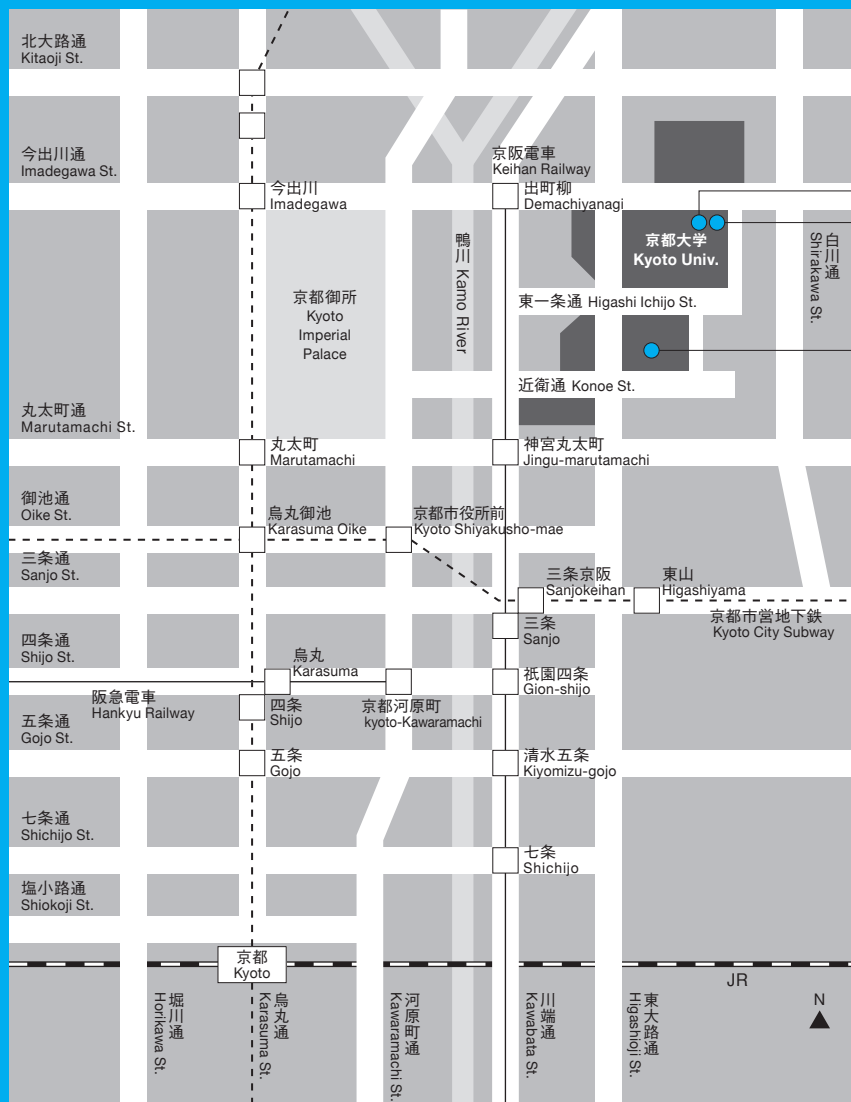 北大路通
Kitaoji St.
今出川通
Imadegawa St.
今出川
Imadegawa
京阪電車
Keihan Railway
出町柳
Demachiyanagi
京都大学
Kyoto Univ.
白川通
Shirakawa St.
鴨川 Kamo River
京都御所
Kyoto
Imperial
Palace
東一条通 Higashi Ichijo St.
近衛通 Konoe St.
丸太町通
Marutamachi St.
丸太町
Marutamachi
神宮丸太町
Jingu-marutamachi
御池通
Oike St.
烏丸御池
Karasuma Oike
京都市役所前
Kyoto Shiyakusho-mae
三条通
Sanjo St.
三条京阪
Sanjokeihan
東山
Higashiyama
京都市営地下鉄
Kyoto City Subway
三条
Sanjo
四条通
Shijo St.
烏丸
Karasuma
祇園四条
Gion-shijo
阪急電車
Hankyu Railway
四条
Shijo
京都河原町
kyoto-Kawaramachi
五条通
Gojo St.
五条
Gojo
清水五条
Kiyomizu-gojo
七条通
Shichijo St.
七条
Shichijo
塩小路通
Shiokoji St.
京都
Kyoto
JR
堀川通
Horikawa St.
烏丸通
Karasuma St.
河原町通
Kawaramachi St.
川端通
Kawabata St.
東大路通
Higashioji St.
N